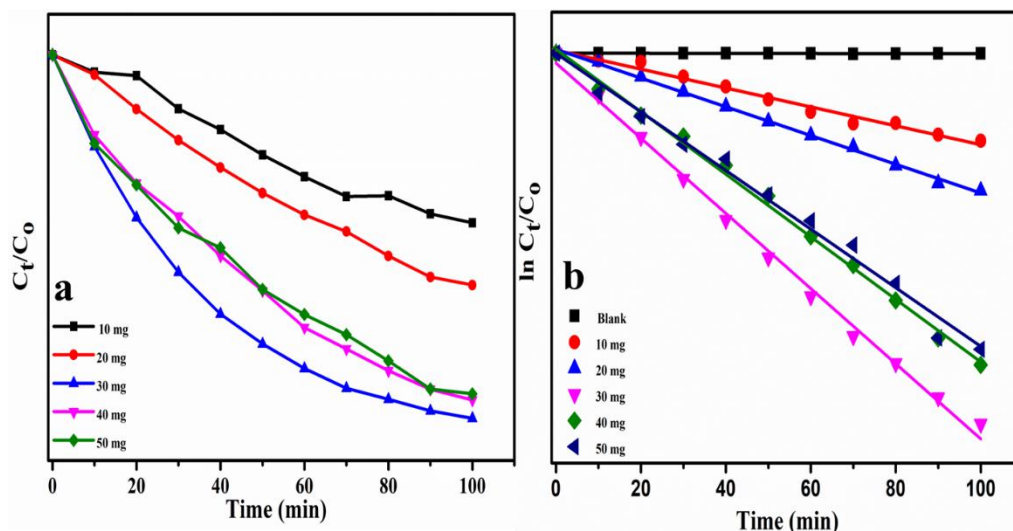 Ct/Co
a
10 mg
20 mg
30 mg
40 mg
50 mg
0 20 40 60 80 100
Time (min)
ln Ct/Co
b
Blank
10 mg
20 mg
30 mg
40 mg
50 mg
20 40 60 80 100
Time (min)